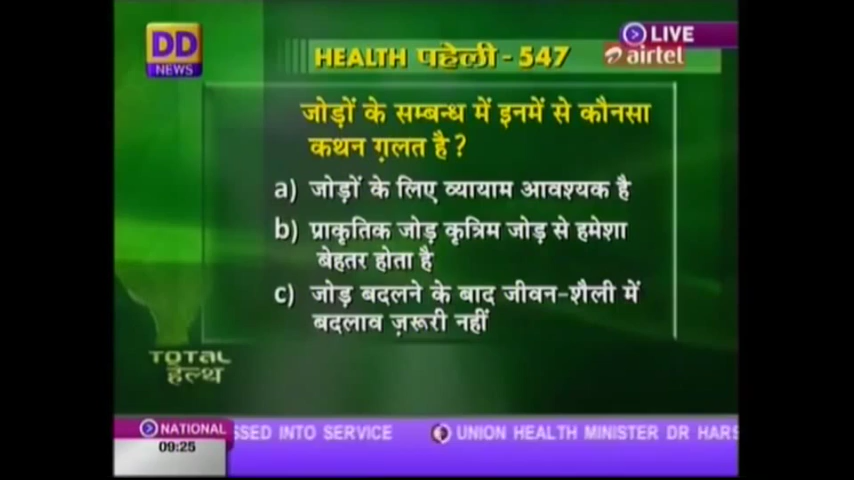 DD
NEWS
LIVE
HEALTH पहेली - 547
airtel
जोड़ों के सम्बन्ध में इनमें से कौनसा
कथन ग़लत है ?
a) जोड़ों के लिए व्यायाम आवश्यक है
b) प्राकृतिक जोड़ कृत्रिम जोड़ से हमेशा
बेहतर होता है
c) जोड़ बदलने के बाद जीवन-शैली में
बदलाव ज़रूरी नहीं
TOTAL
हेल्थ
NATIONAL
SSED INTO SERVICE UNION HEALTH MINISTER DR HARS
09:25